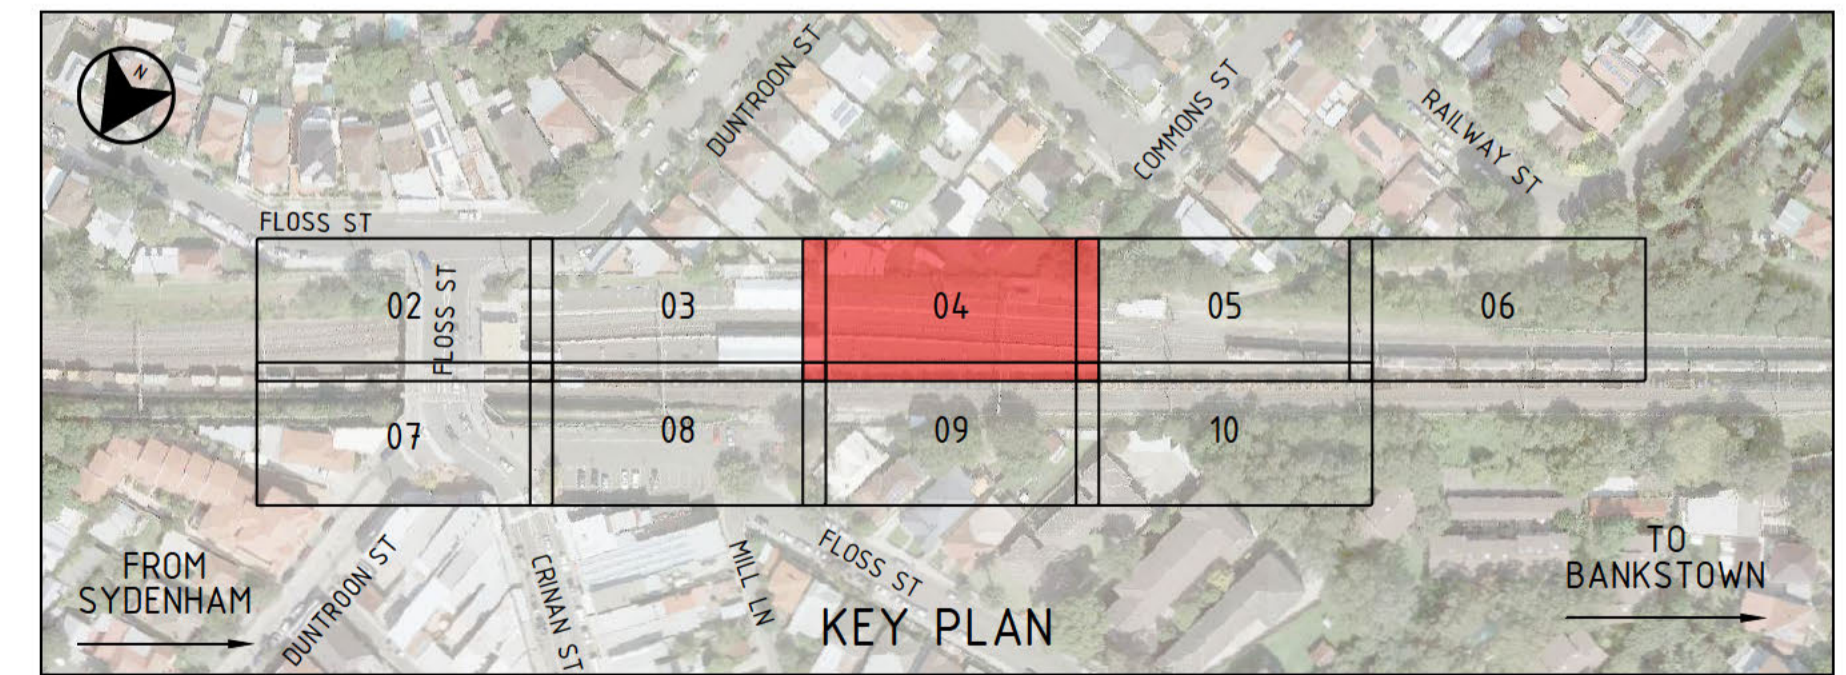 N
DUNTROON ST
COMMONS ST
RAILWAY ST
FLOSS ST
02
FLOSS ST
03
04
05
06
07
08
09
10
FROM
SYDENHAM
DUNTROON ST
CRINAN ST
MILL LN
FLOSS ST
KEY PLAN
TO
BANKSTOWN